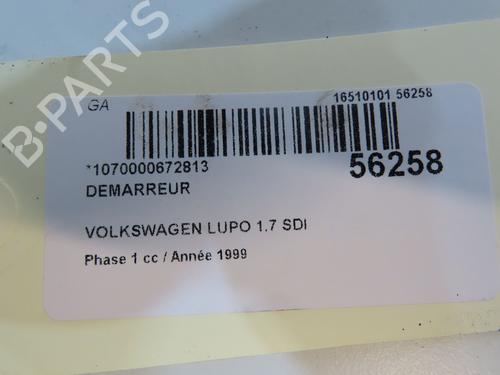 GA
16510101 56258
*1070000672813
56258
DEMARREUR
VOLKSWAGEN LUPO 1.7 SDI
Phase 1 cc / Année 1999
B-PARTS